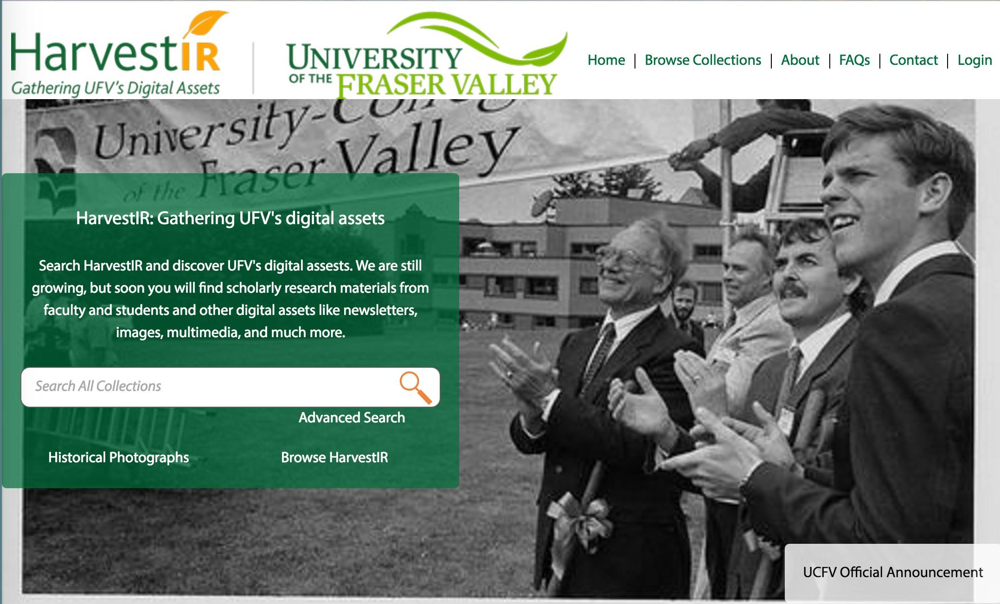 HarvestIR
Gathering UFV's Digital Assets
UNIVERSITY
OF THE FRASER VALLEY
Home | Browse Collections | About | FAQs | Contact | Login
University-
of the Fraser Valley
HarvestIR: Gathering UFV's digital assets
Search HarvestIR and discover UFV's digital assests. We are still
growing, but soon you will find scholarly research materials from
faculty and students and other digital assets like newsletters,
images, multimedia, and much more.
Search All Collections
Advanced Search
Historical Photographs
Browse HarvestIR
UCFV Official Announcement